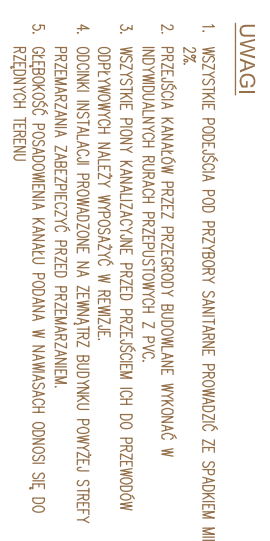 UWAGI
1. WSZYSTKIE PODEJŚCIA POD PRZYBORY SANITARNE PROWADZIĆ ZE SPADKIEM MI
2%.
2. PRZEJŚCIA KANAŁÓW PRZEZ PRZEGRODY BUDOWLANE WYKONAĆ W
INDYWIDUALNYCH RURACH PRZEPUSTOWYCH Z PVC.
3. WSZYSTKIE PIONY KANALIZACYJNE PRZED PRZEJŚCIEM ICH DO PRZEWODÓW
ODPŁYWOWYCH NALEŻY WYPOSAŻYĆ W REWIZJE.
4. ODCINKI INSTALACJI PROWADZONE NA ZEWNĄTRZ BUDYNKU POWYŻEJ STREFY
PRZEMARZANIA ZABEZPIECZYĆ PRZED PRZEMARZANIEM.
5. GŁĘBOKOŚĆ POSADOWIENIA KANAŁU PODANA W NAWIASACH ODNOSI SIĘ DO
RZĘDNYCH TERENU